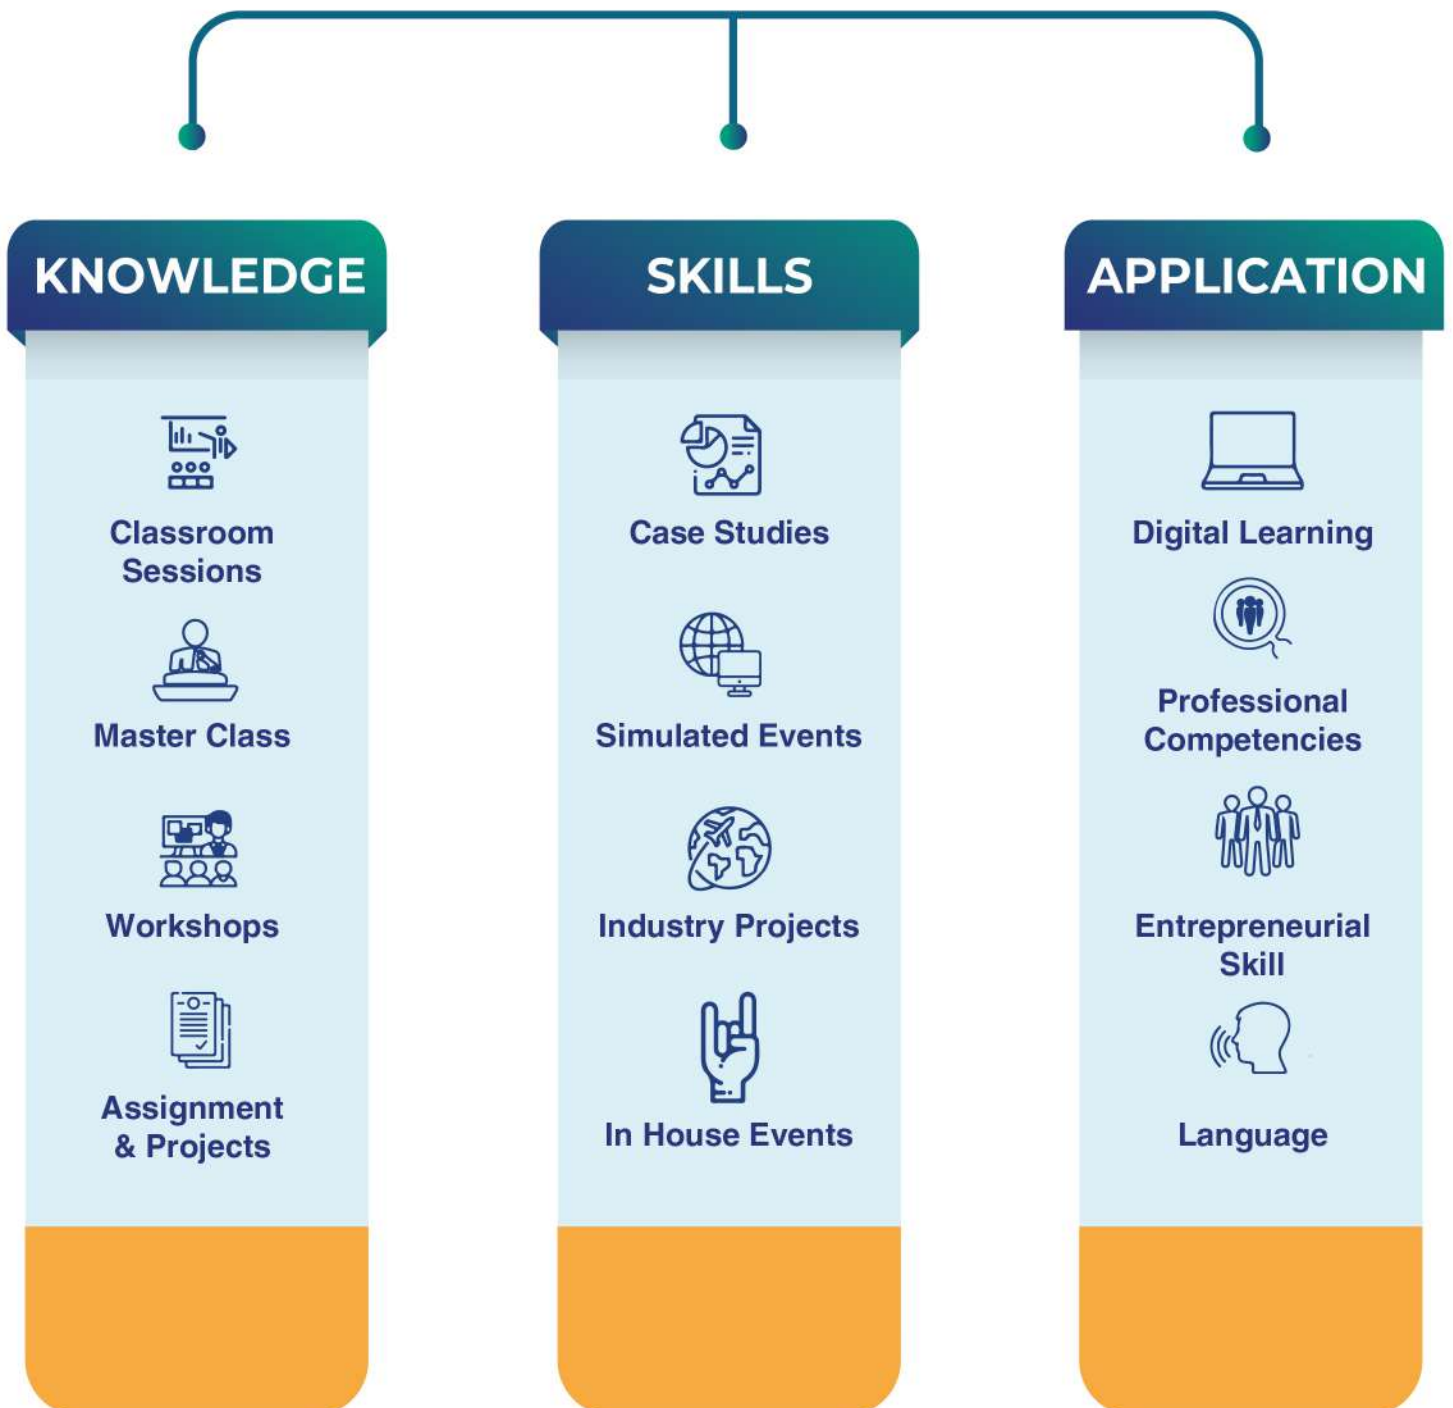 KNOWLEDGE
Classroom
Sessions
Master Class
Workshops
Assignment
& Projects
SKILLS
Case Studies
Simulated Events
Industry Projects
In House Events
APPLICATION
Digital Learning
Professional
Competencies
Entrepreneurial
Skill
Language